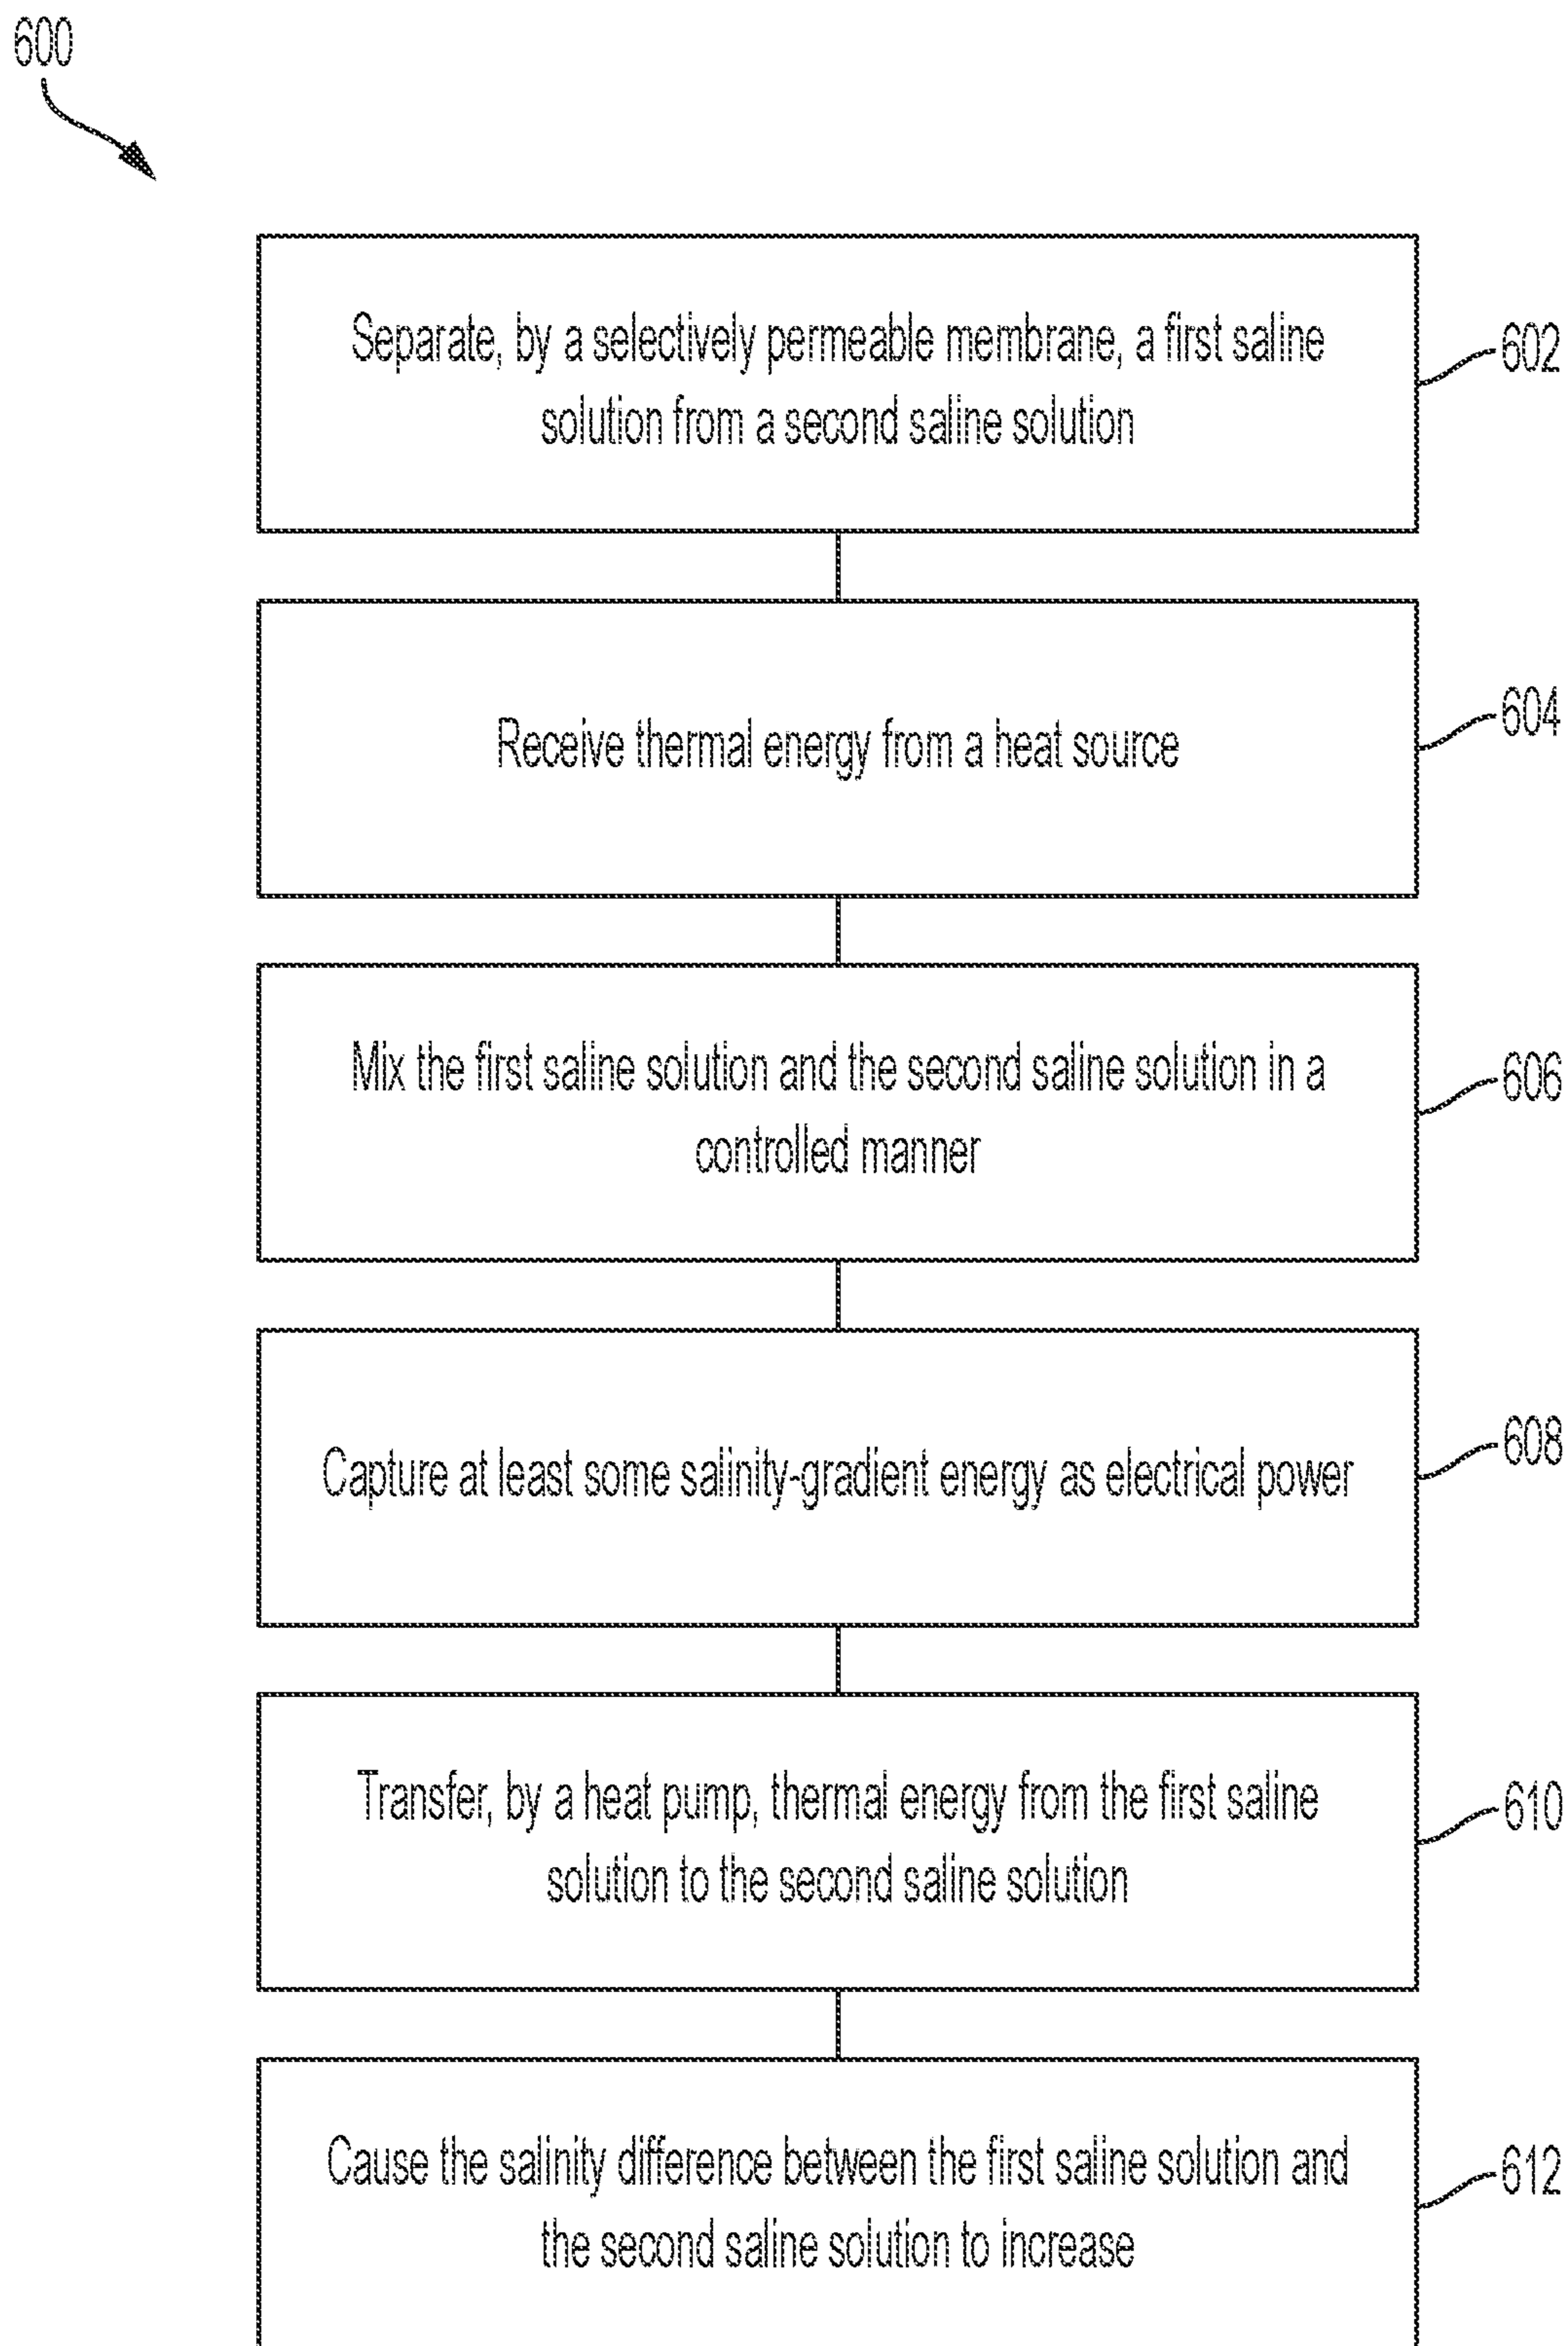 600
Separate, by a selectively permeable membrane, a first saline
solution from a second saline solution
602
Receive thermal energy from a heat source
604
Mix the first saline solution and the second saline solution in a
controlled manner
606
Capture at least some salinity-gradient energy as electrical power
608
Transfer, by a heat pump, thermal energy from the first saline
solution to the second saline solution
610
Cause the salinity difference between the first saline solution and
the second saline solution to increase
612